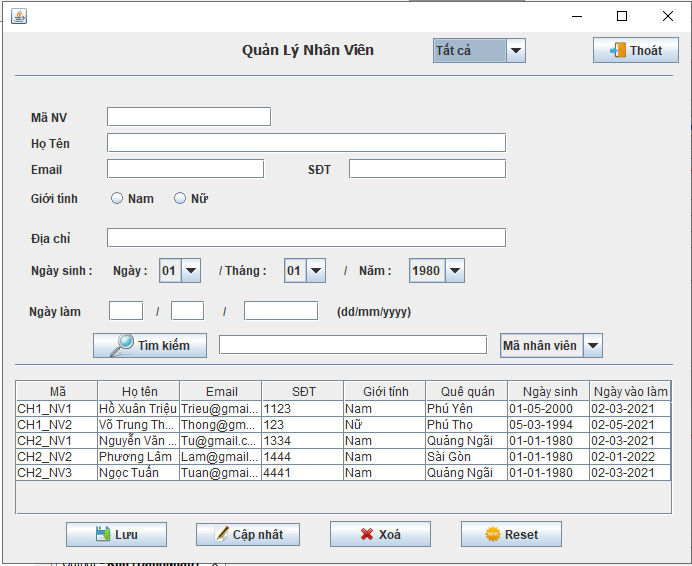 Quản Lý Nhân Viên Tất cả Thoát
Mã NV
Họ Tên
Email SĐT
Giới tính Nam Nữ
Địa chỉ
Ngày sinh : Ngày : 01 / Tháng : 01 / Năm : 1980
Ngày làm / / (dd/mm/yyyy)
Tìm kiếm Mã nhân viên
Mã Họ tên Email SĐT Giới tính Quê quán Ngày sinh Ngày vào làm
CH1_NV1 Hồ Xuân Triệu Trieu@gmai... 1123 Nam Phú Yên 01-05-2000 02-03-2021
CH1_NV2 Võ Trung Th... Thong@gm... 123 Nữ Phú Thọ 05-03-1994 02-05-2021
CH2_NV1 Nguyễn Văn ... Tu@gmail.c... 1334 Nam Quảng Ngãi 01-01-1980 02-03-2021
CH2_NV2 Phương Lâm Lam@gmail... 1444 Nam Sài Gòn 01-01-1980 02-01-2022
CH2_NV3 Ngọc Tuấn Tuan@gmai... 4441 Nam Quảng Ngãi 01-01-1980 02-03-2021
Lưu Cập nhât Xoá Reset